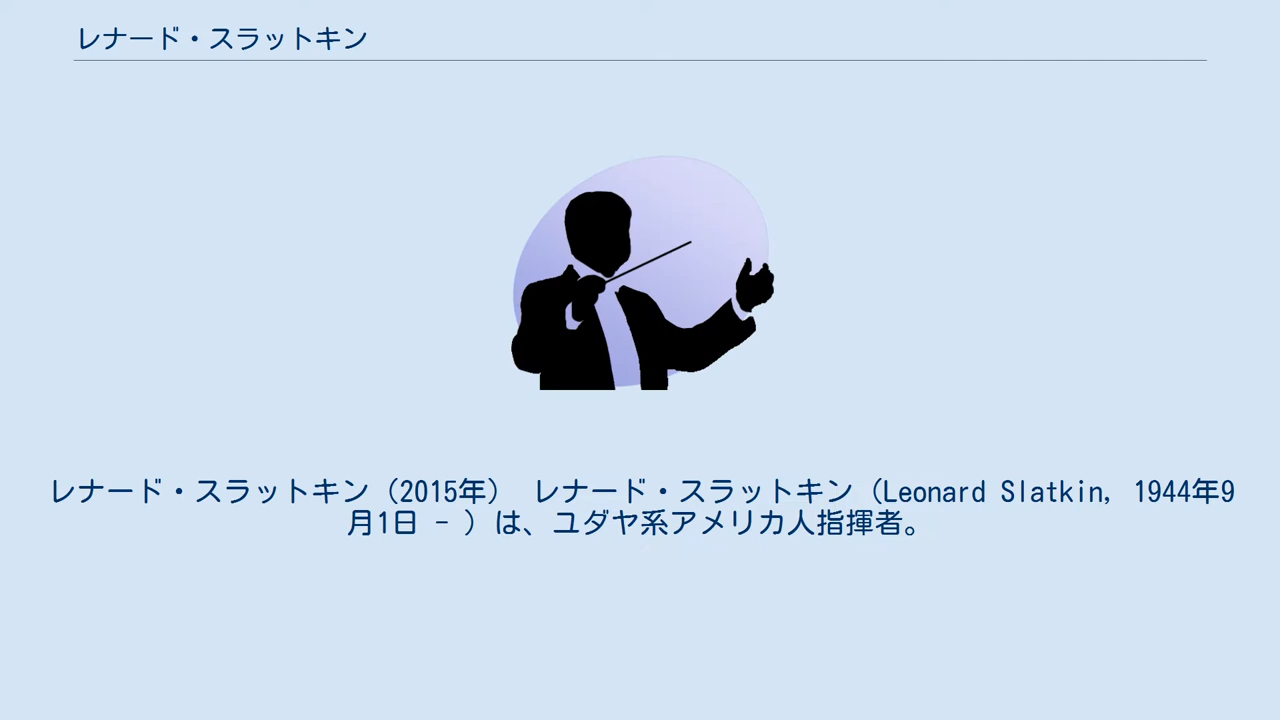 レナード・スラットキン
レナード・スラットキン（2015年） レナード・スラットキン（Leonard Slatkin, 1944年9
月1日 - ）は、ユダヤ系アメリカ人指揮者。